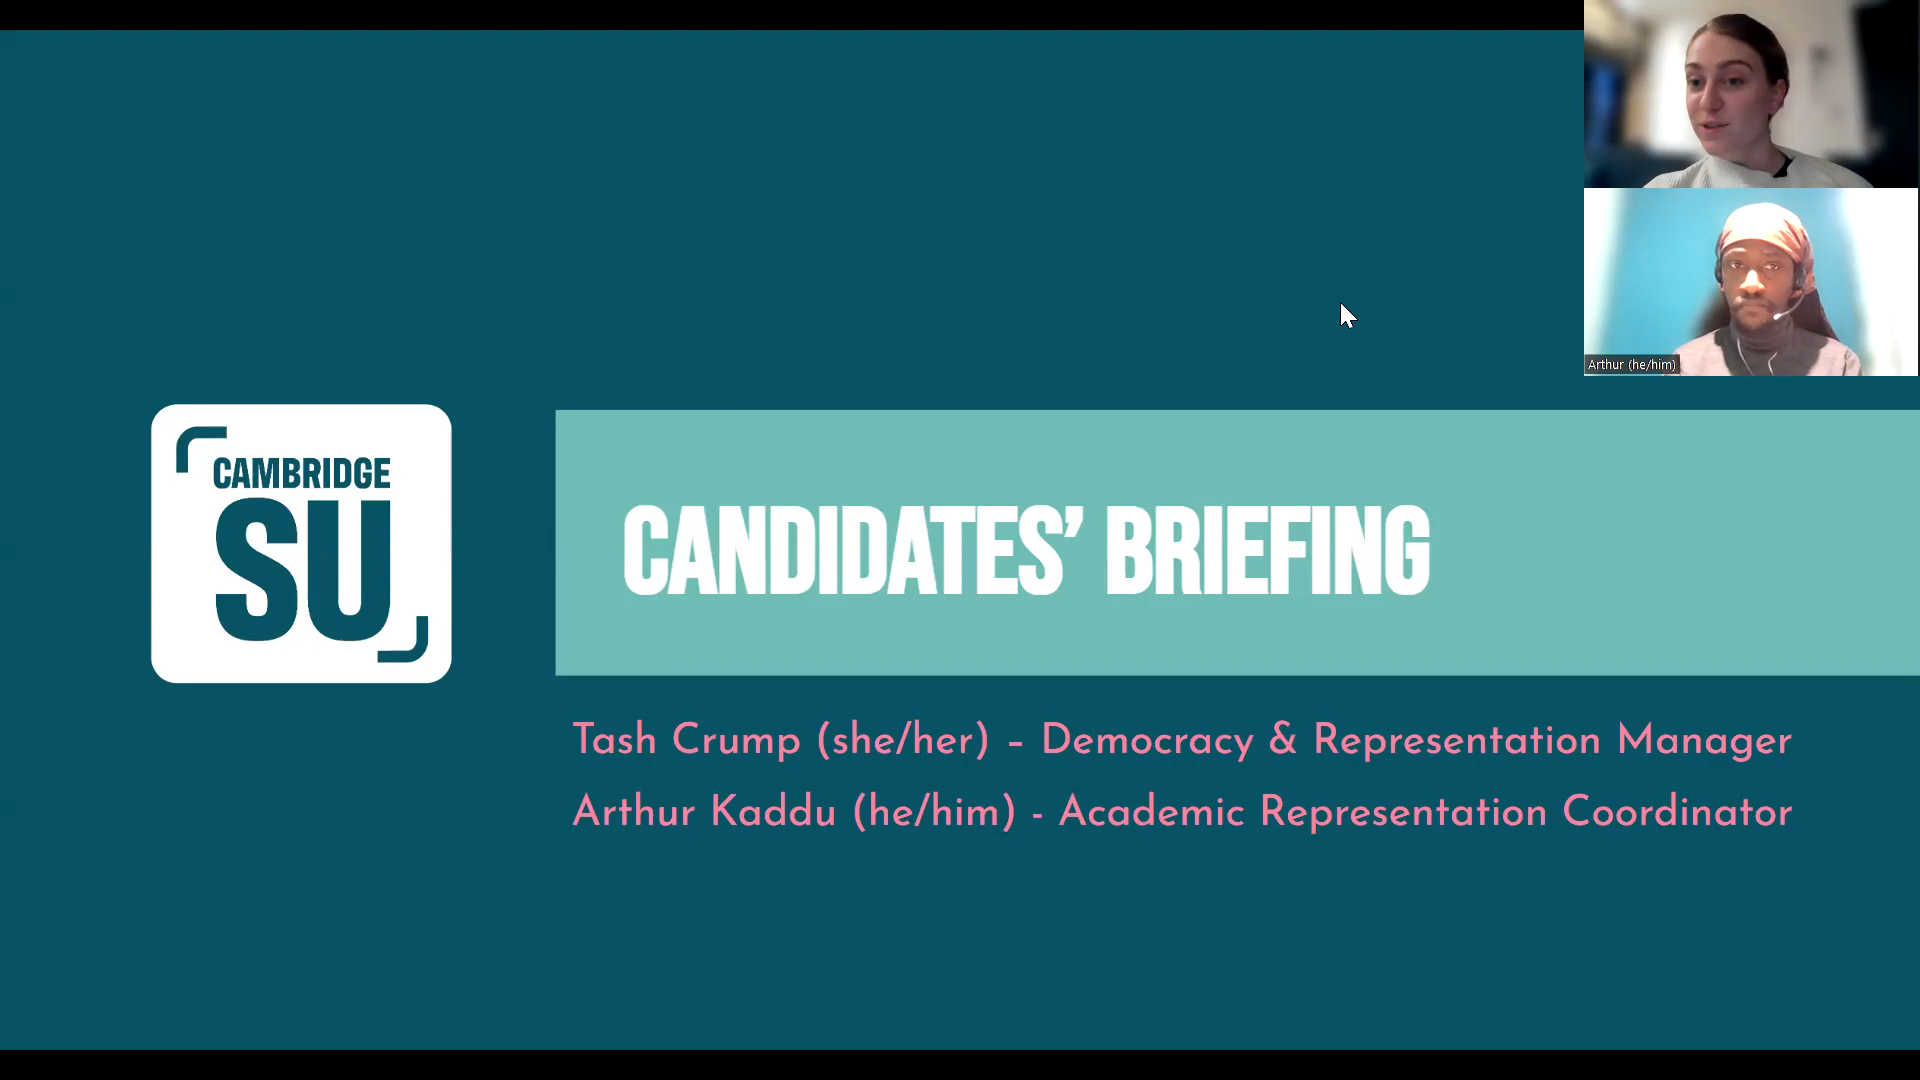 Arthur (he/him)
CAMBRIDGE
SU
CANDIDATES’ BRIEFING
Tash Crump (she/her) – Democracy & Representation Manager
Arthur Kaddu (he/him) - Academic Representation Coordinator